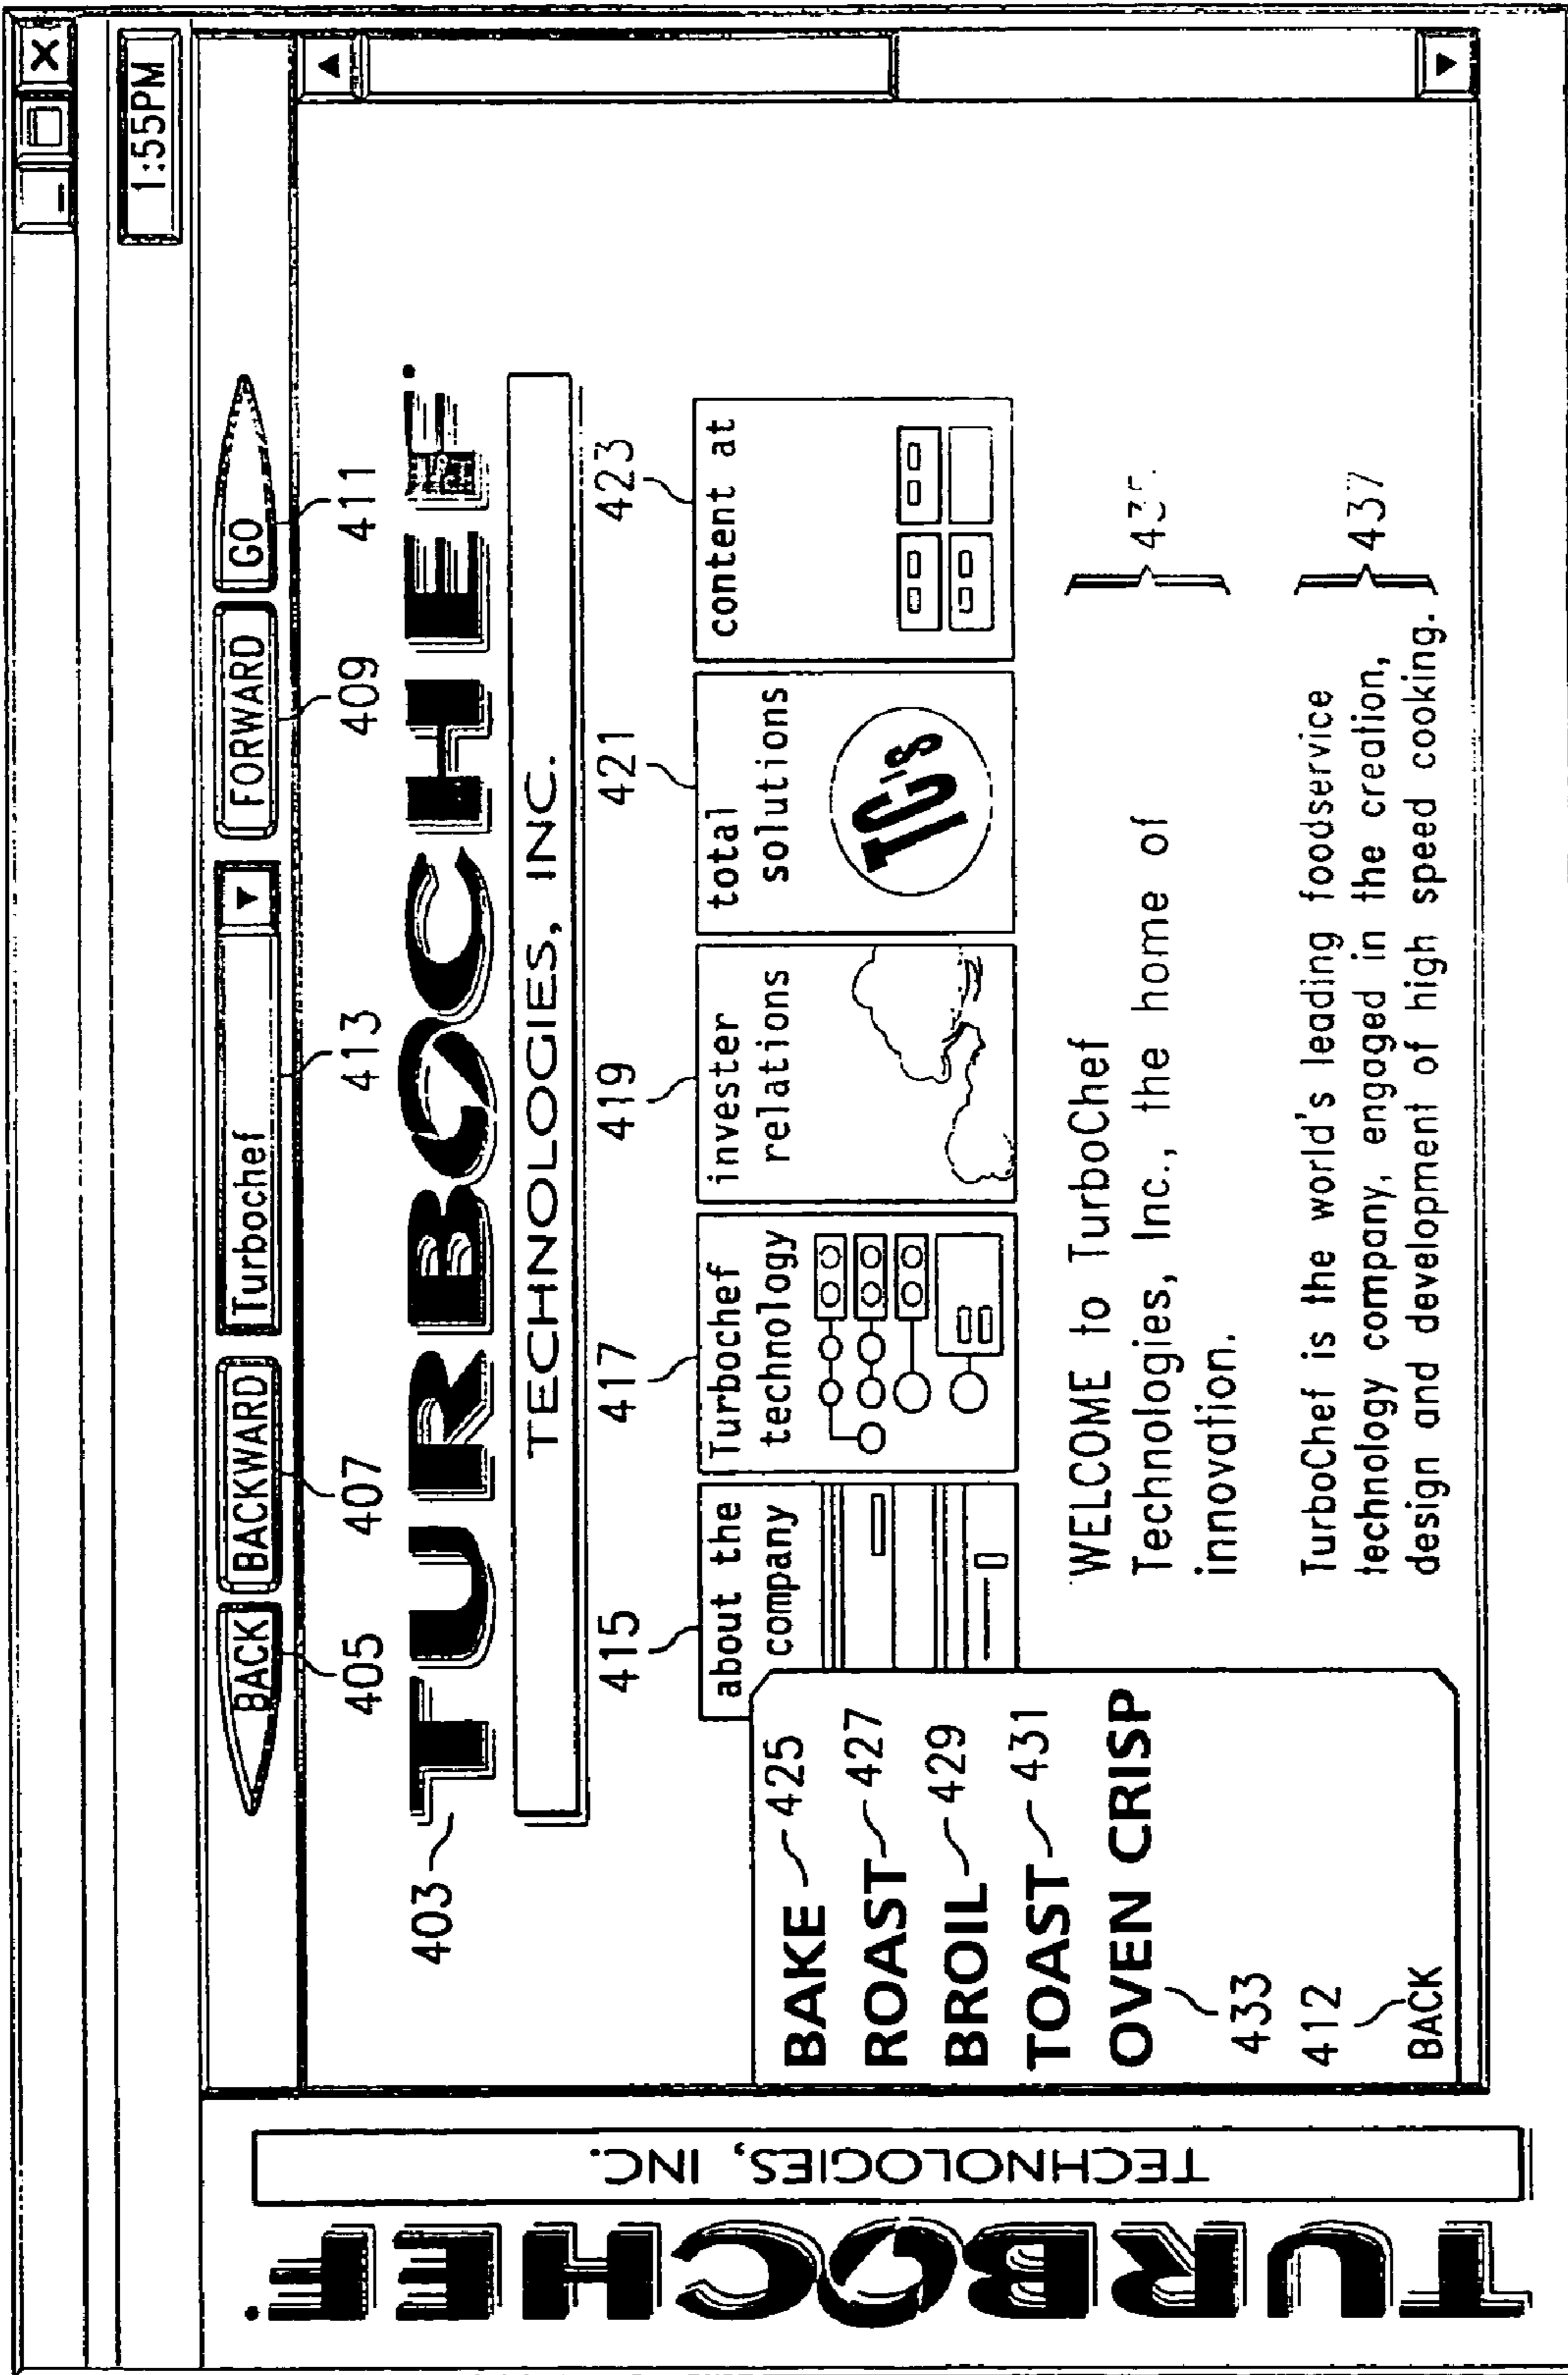 1:55PM
BACK BACKWARD Turbochef FORWARD GO
405 407 413 409 411
403 TURBOCHEF
TECHNOLOGIES, INC.
415 417 419 421 423
about the company
Turbochef technology
invester relations
total solutions
TC's
content at
BAKE 425
ROAST 427
BROIL 429
TOAST 431
OVEN CRISP
433
412
BACK
WELCOME to TurboChef
Technologies, Inc., the home of
innovation.
TurboChef is the world's leading foodservice
technology company, engaged in the creation,
design and development of high speed cooking.
437
TURBOCHEF
TECHNOLOGIES, INC.